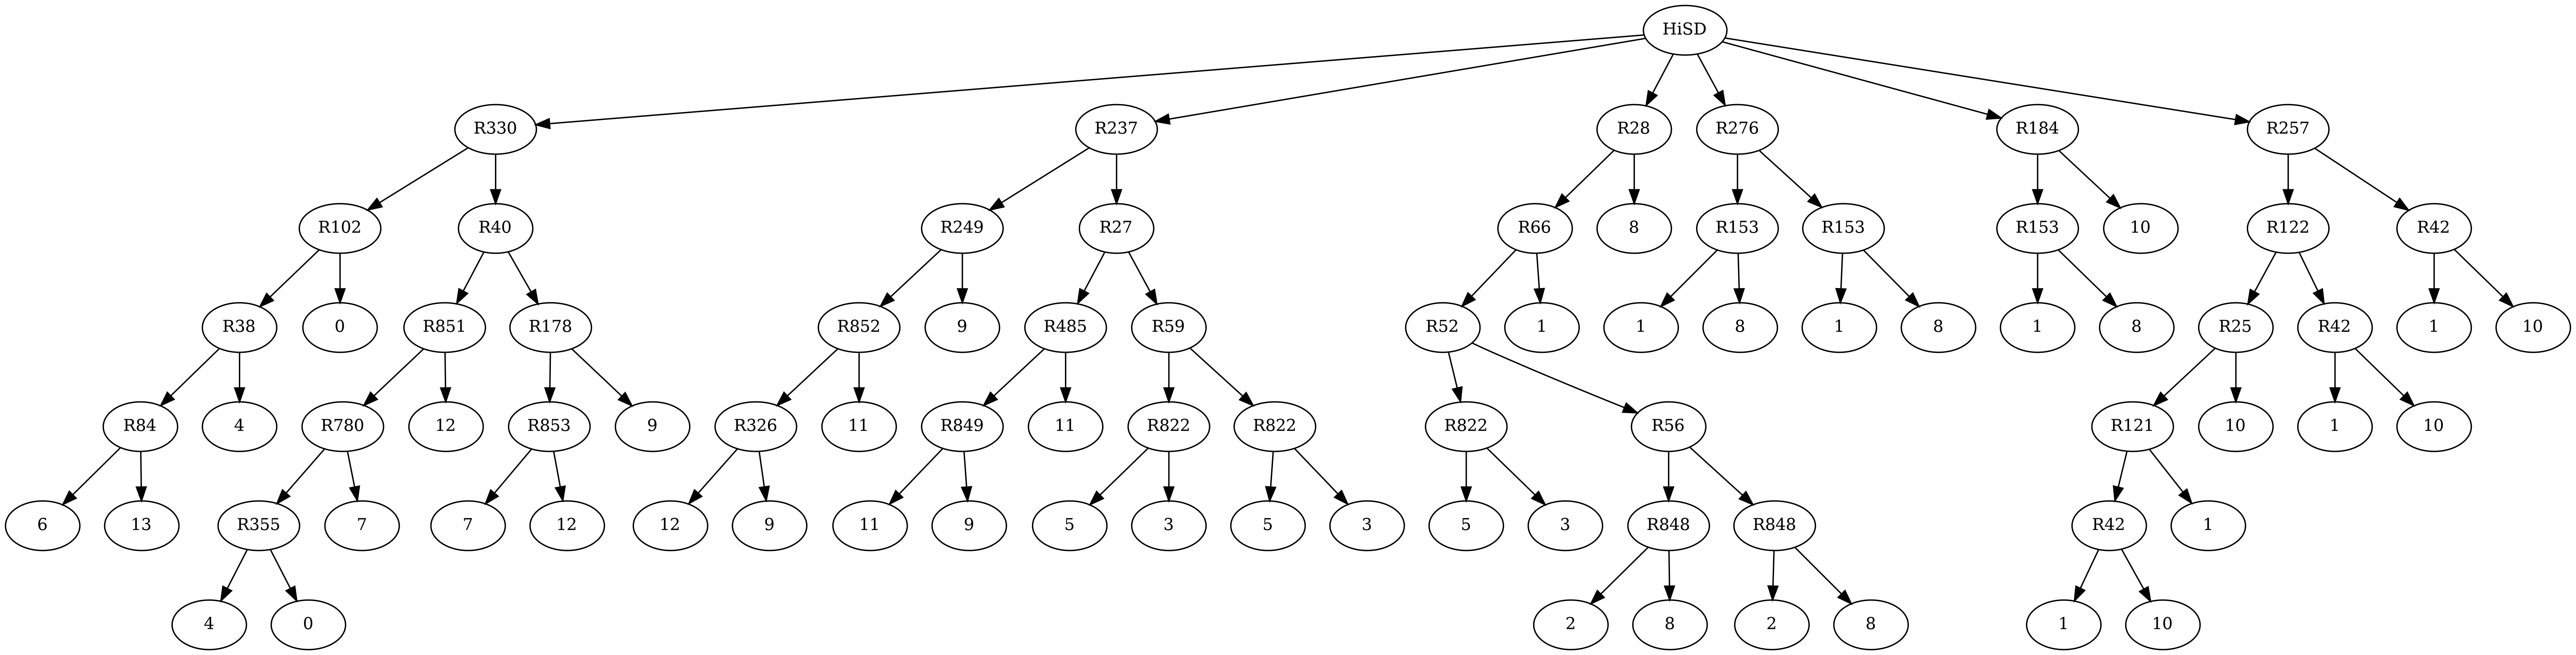 HiSD
R330 R237 R28 R276 R184 R257
R102 R40 R249 R27 R66 8 R153 R153 R153 10 R122 R42
R38 0 R851 R178 R852 9 R485 R59 R52 1 1 8 1 8 1 8 R25 R42 1 10
R84 4 R780 12 R853 9 R326 11 R849 11 R822 R822 R822 R56 R121 10 1 10
6 13 R355 7 7 12 12 9 11 9 5 3 5 3 5 3 R848 R848 R42 1
4 0 2 8 2 8 1 10